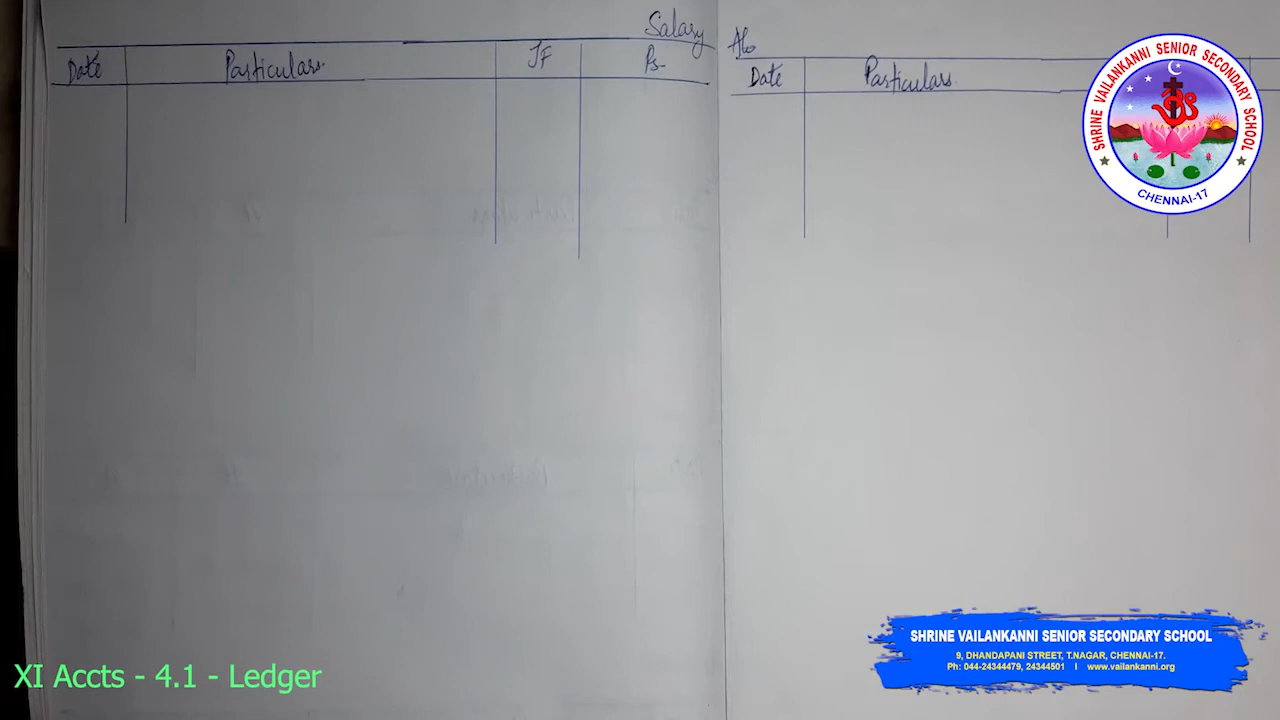 Salary A/c
Date Particulars JF Rs. Date Particulars
SHRINE VAILANKANNI SENIOR SECONDARY SCHOOL
CHENNAI-17
SHRINE VAILANKANNI SENIOR SECONDARY SCHOOL
9, DHANDAPANI STREET, T.NAGAR, CHENNAI-17.
Ph: 044-24344479, 24344501 I www.vailankanni.org
XI Accts - 4.1 - Ledger